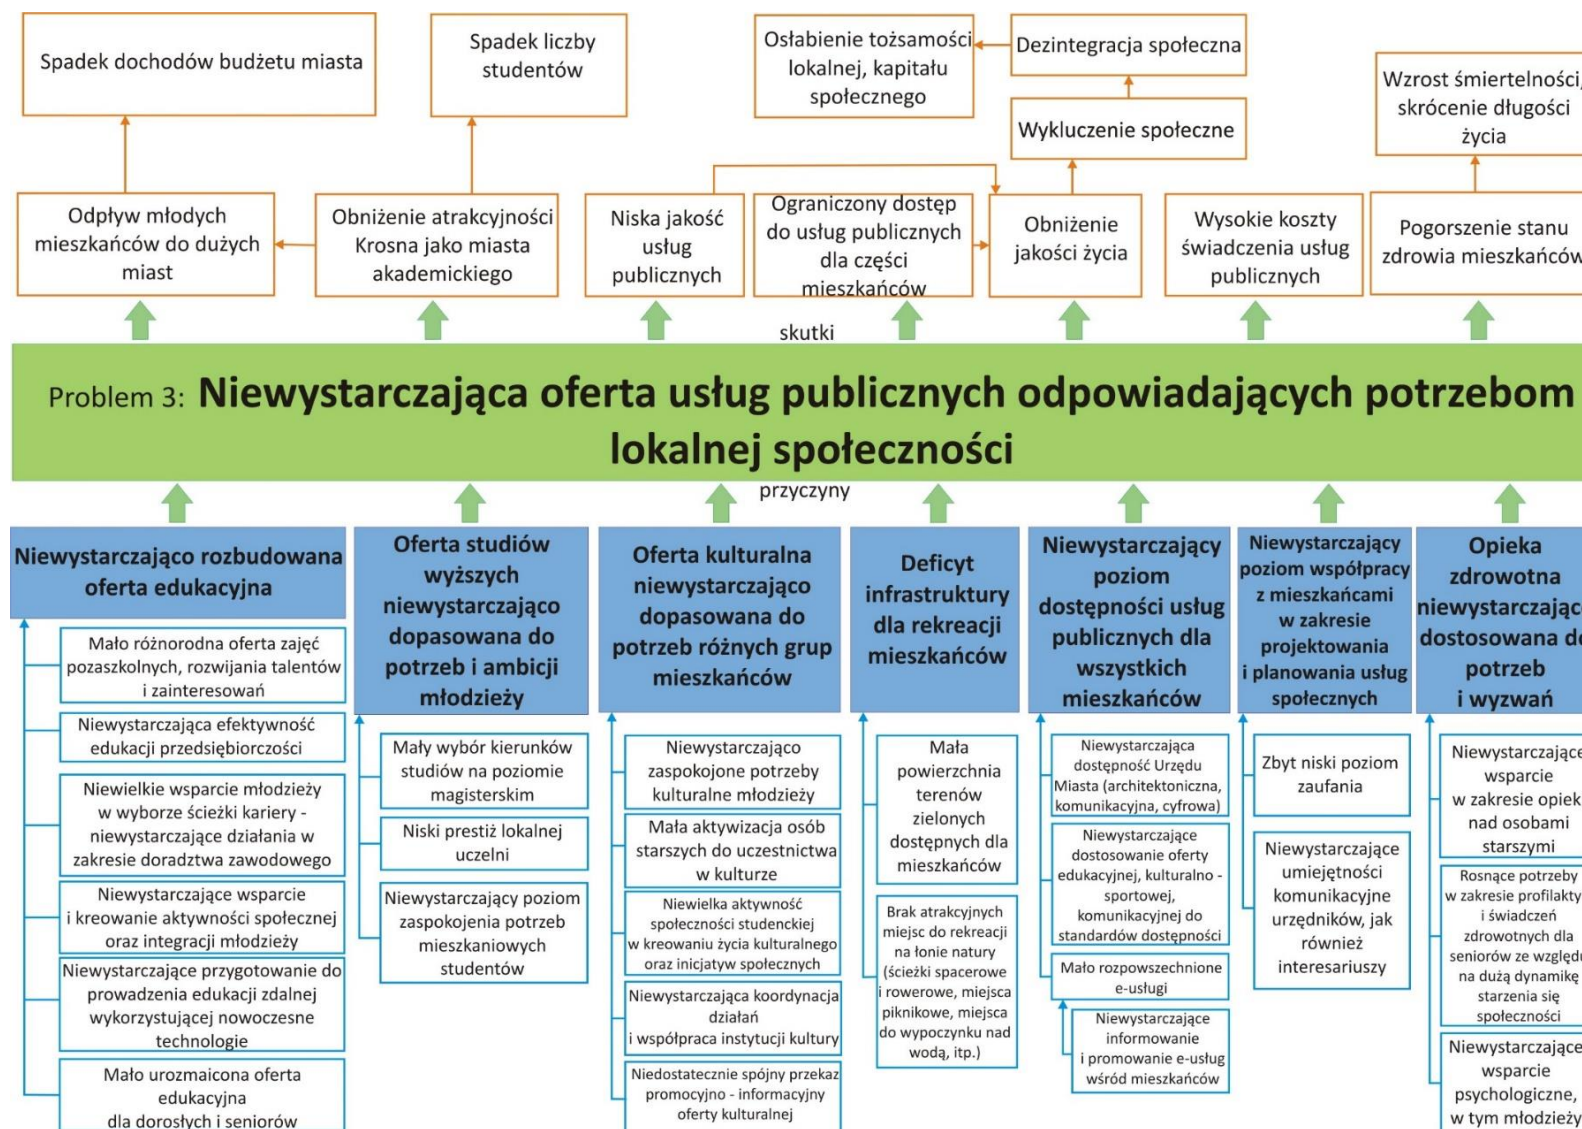 Spadek dochodów budżetu miasta
Spadek liczby
studentów
Osłabienie tożsamości
lokalnej, kapitału
społecznego
Dezintegracja społeczna
Wykluczenie społeczne
Wzrost śmiertelności,
skrócenie długości
życia
Odpływ młodych
mieszkańców do dużych
miast
Obniżenie atrakcyjności
Krosna jako miasta
akademickiego
Niska jakość
usług
publicznych
Ograniczony dostęp
do usług publicznych
dla części
mieszkańców
Obniżenie
jakości życia
Wysokie koszty
świadczenia usług
publicznych
Pogorszenie stanu
zdrowia mieszkańców
skutki
Problem 3: Niewystarczająca oferta usług publicznych odpowiadających potrzebom
lokalnej społeczności
przyczyny
Niewystarczająco rozbudowana
oferta edukacyjna
Mało różnorodna oferta zajęć
pozaszkolnych, rozwijania talentów
i zainteresowań
Niewystarczająca efektywność
edukacji przedsiębiorczości
Niewielkie wsparcie młodzieży
w wyborze ścieżki kariery -
niewystarczające działania w
zakresie doradztwa zawodowego
Niewystarczające wsparcie
i kreowanie aktywności społecznej
oraz integracji młodzieży
Niewystarczające przygotowanie do
prowadzenia edukacji zdalnej
wykorzystującej nowoczesne
technologie
Mało urozmaicona oferta
edukacyjna
dla dorosłych i seniorów
Oferta studiów
wyższych
niewystarczająco
dopasowana do
potrzeb i ambicji
młodzieży
Mały wybór kierunków
studiów na poziomie
magisterskim
Niski prestiż lokalnej
uczelni
Niewystarczający poziom
zaspokojenia potrzeb
mieszkaniowych
studentów
Oferta kulturalna
niewystarczająco
dopasowana do
potrzeb różnych grup
mieszkańców
Niewystarczająco
zaspokojone potrzeby
kulturalne młodzieży
Mała aktywizacja osób
starszych do uczestnictwa
w kulturze
Niewielka aktywność
społeczności studenckiej
w kreowaniu życia kulturalnego
oraz inicjatyw społecznych
Niewystarczająca koordynacja
działań
i współpraca instytucji kultury
Niedostatecznie spójny przekaz
promocyjno - informacyjny
oferty kulturalnej
Deficyt
infrastruktury
dla rekreacji
mieszkańców
Mała
powierzchnia
terenów
zielonych
dostępnych dla
mieszkańców
Brak atrakcyjnych
miejsc do rekreacji
na łonie natury
(ścieżki spacerowe
i rowerowe, miejsca
piknikowe, miejsca
do wypoczynku nad
wodą, itp.)
Niewystarczający
poziom
dostępności usług
publicznych dla
wszystkich
mieszkańców
Niewystarczająca
dostępność Urzędu
Miasta (architektoniczna,
komunikacyjna, cyfrowa)
Niewystarczające
dostosowanie oferty
edukacyjnej, kulturalno -
sportowej,
komunikacyjnej do
standardów dostępności
Mało rozpowszechnione
e-usługi
Niewystarczające
informowanie
i promowanie e-usług
wśród mieszkańców
Niewystarczający
poziom współpracy
z mieszkańcami
w zakresie
projektowania
i planowania usług
społecznych
Zbyt niski poziom
zaufania
Niewystarczające
umiejętności
komunikacyjne
urzędników, jak
również
interesariuszy
Opieka
zdrowotna
niewystarczająco
dostosowana do
potrzeb
i wyzwań
Niewystarczające
wsparcie
w zakresie opieki
nad osobami
starszymi
Rosnące potrzeby
w zakresie profilakty
i świadczeń
zdrowotnych dla
seniorów ze względu
na dużą dynamikę
starzenia się
społeczności
Niewystarczające
wsparcie
psychologiczne,
w tym młodzieży